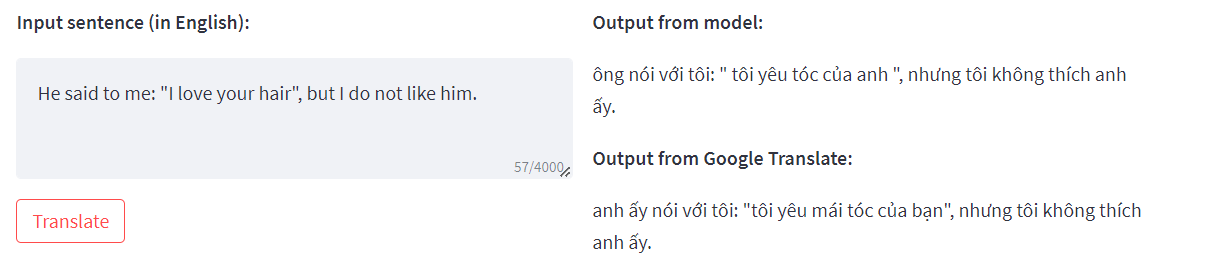 Input sentence (in English):
He said to me: "I love your hair", but I do not like him.
57/4000
Translate
Output from model:
ông nói với tôi: " tôi yêu tóc của anh ", nhưng tôi không thích anh
ấy.
Output from Google Translate:
anh ấy nói với tôi: "tôi yêu mái tóc của bạn", nhưng tôi không thích
anh ấy.